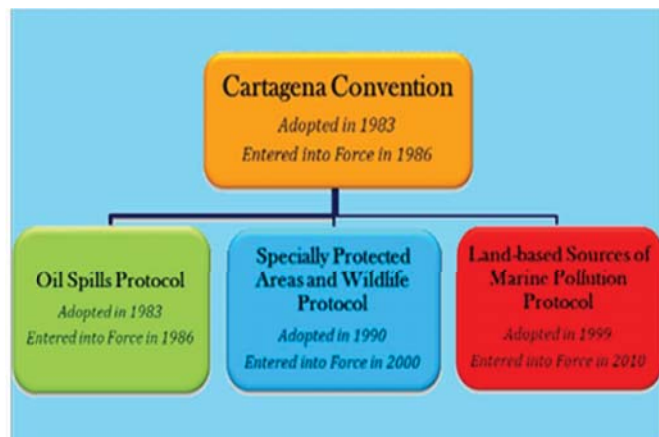 Cartagena Convention
Adopted in 1983
Entered into Force in 1986
Oil Spills Protocol
Adopted in 1983
Entered into Force in 1986
Specially Protected
Areas and Wildlife
Protocol
Adopted in 1990
Entered into Force in 2000
Land-based Sources of
Marine Pollution
Protocol
Adopted in 1999
Entered into Force in 2010